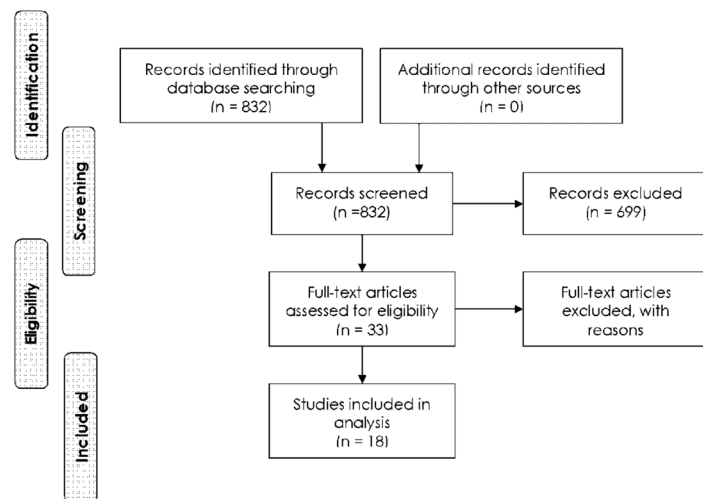 Identification
Screening
Eligibility
Included
Records identified through
database searching
(n = 832)
Additional records identified
through other sources
(n = 0)
Records screened
(n =832)
Records excluded
(n = 699)
Full-text articles
assessed for eligibility
(n = 33)
Full-text articles
excluded, with
reasons
Studies included in
analysis
(n = 18)